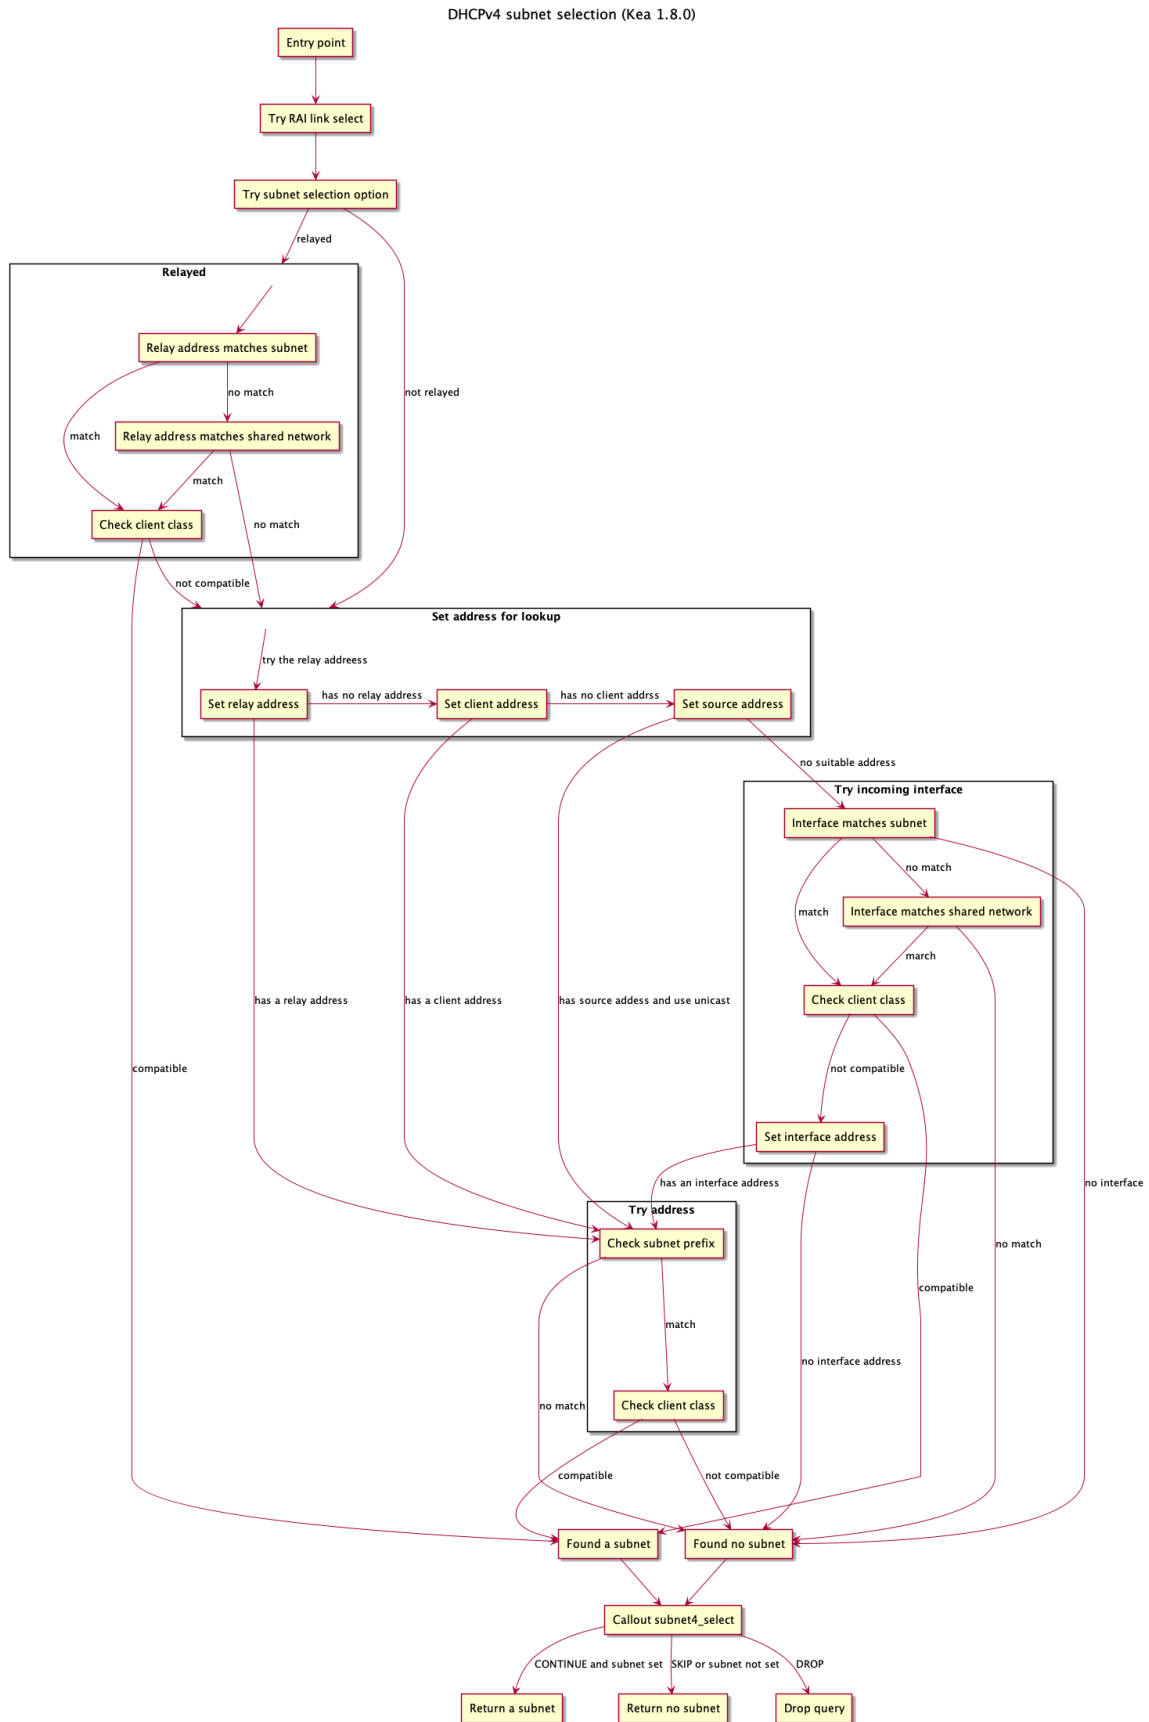 DHCPv4 subnet selection (Kea 1.8.0)
Entry point
Try RAI link select
Try subnet selection option
relayed
Relayed
Relay address matches subnet
no match
not relayed
Relay address matches shared network
match
match
Check client class
no match
not compatible
Set address for lookup
try the relay addreess
Set relay address
has no relay address
Set client address
has no client addrss
Set source address
no suitable address
Try incoming interface
Interface matches subnet
no match
match
Interface matches shared network
march
has a relay address
has a client address
has source addess and use unicast
Check client class
compatible
not compatible
Set interface address
has an interface address
no interface
Try address
Check subnet prefix
no match
compatible
match
no interface address
no match
Check client class
compatible
not compatible
Found a subnet
Found no subnet
Callout subnet4_select
CONTINUE and subnet set
SKIP or subnet not set
DROP
Return a subnet
Return no subnet
Drop query